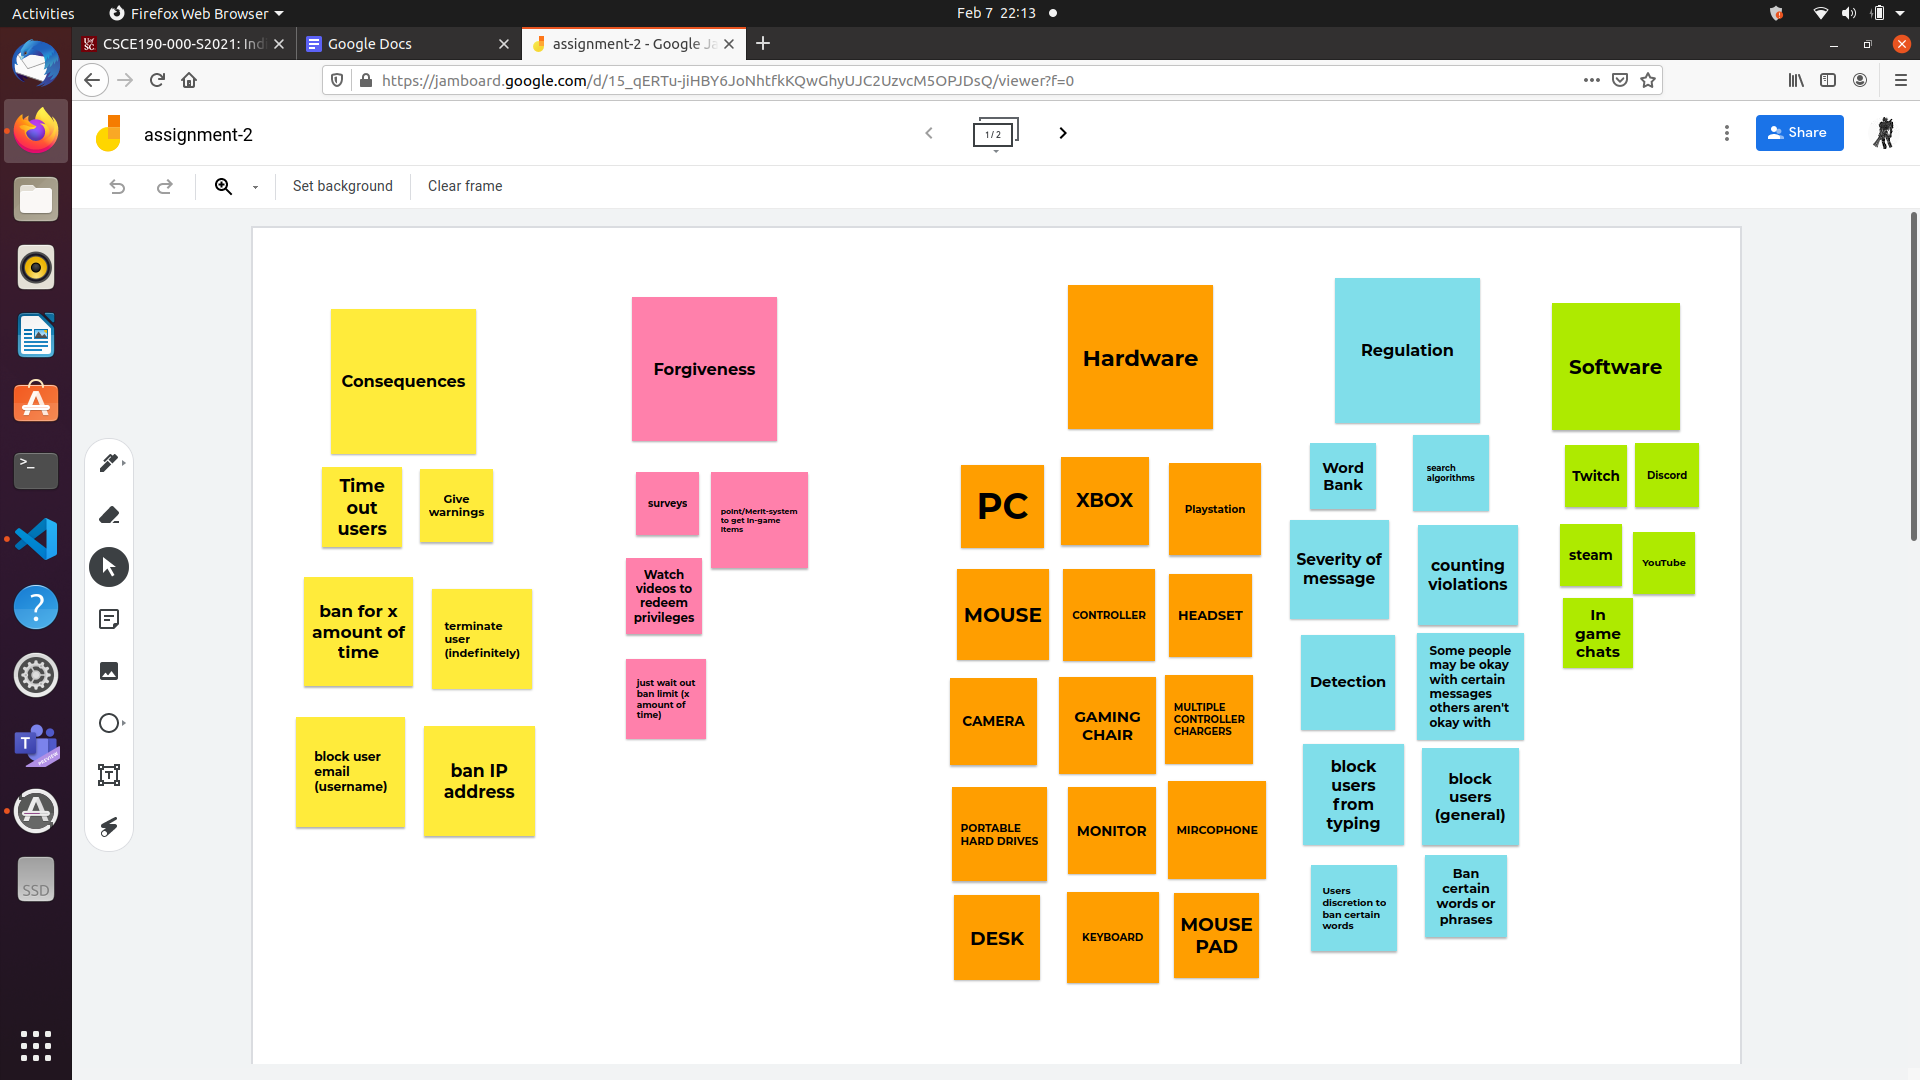 Activities
Firefox Web Browser
Feb 7 22:13
CSCE190-000-S2021: Ind
Google Docs
assignment-2 - Google Ja
https://jamboard.google.com/d/15_qERTu-jiHBY6JoNhtfkKQwGhyUJC2UzvcM5OPJDsQ/viewer?f=0
assignment-2
1 / 2
Share
Set background
Clear frame
Consequences
Time
out
users
Give
warnings
ban for x
amount of
time
terminate
user
(indefinitely)
block user
email
(username)
ban IP
address
Forgiveness
surveys
point/Merit-system
to get in-game
items
Watch
videos to
redeem
privileges
just wait out
ban limit (x
amount of
time)
Hardware
PC
XBOX
Playstation
MOUSE
CONTROLLER
HEADSET
CAMERA
GAMING
CHAIR
MULTIPLE
CONTROLLER
CHARGERS
PORTABLE
HARD DRIVES
MONITOR
MIRCOPHONE
DESK
KEYBOARD
MOUSE
PAD
Regulation
Word
Bank
search
algorithms
Severity of
message
counting
violations
Detection
Some people
may be okay
with certain
messages
others aren't
okay with
block
users
from
typing
block
users
(general)
Users
discretion to
ban certain
words
Ban
certain
words or
phrases
Software
Twitch
Discord
steam
YouTube
In
game
chats
SSD